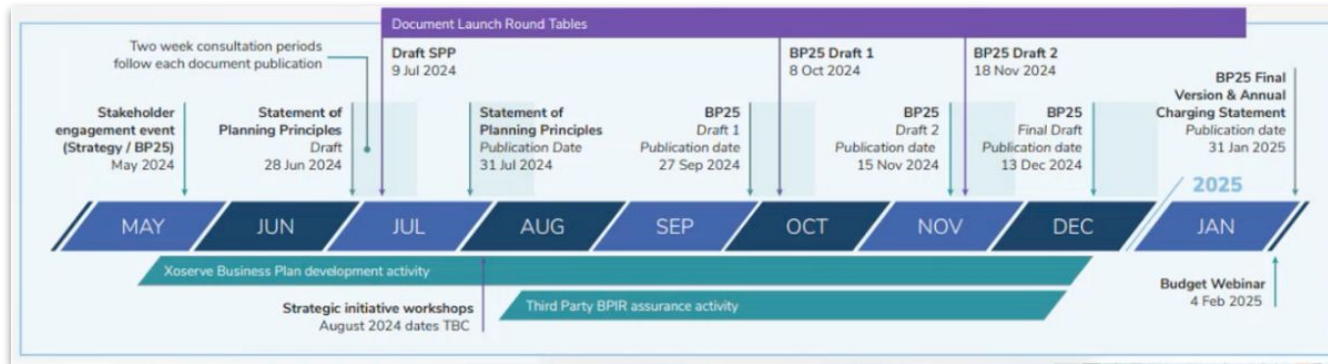 Document Launch Round Tables
Two week consultation periods
follow each document publication
Draft SPP
9 Jul 2024
BP25 Draft 1
8 Oct 2024
BP25 Draft 2
18 Nov 2024
Stakeholder
engagement event
(Strategy / BP25)
May 2024
Statement of
Planning Principles
Draft
28 Jun 2024
Statement of
Planning Principles
Publication Date
31 Jul 2024
BP25
Draft 1
Publication date
27 Sep 2024
BP25
Draft 2
Publication date
15 Nov 2024
BP25
Final Draft
Publication date
13 Dec 2024
BP25 Final
Version & Annual
Charging Statement
Publication date
31 Jan 2025
2025
MAY
JUN
JUL
AUG
SEP
OCT
NOV
DEC
JAN
Xoserve Business Plan development activity
Third Party BPIR assurance activity
Strategic initiative workshops
August 2024 dates TBC
Budget Webinar
4 Feb 2025